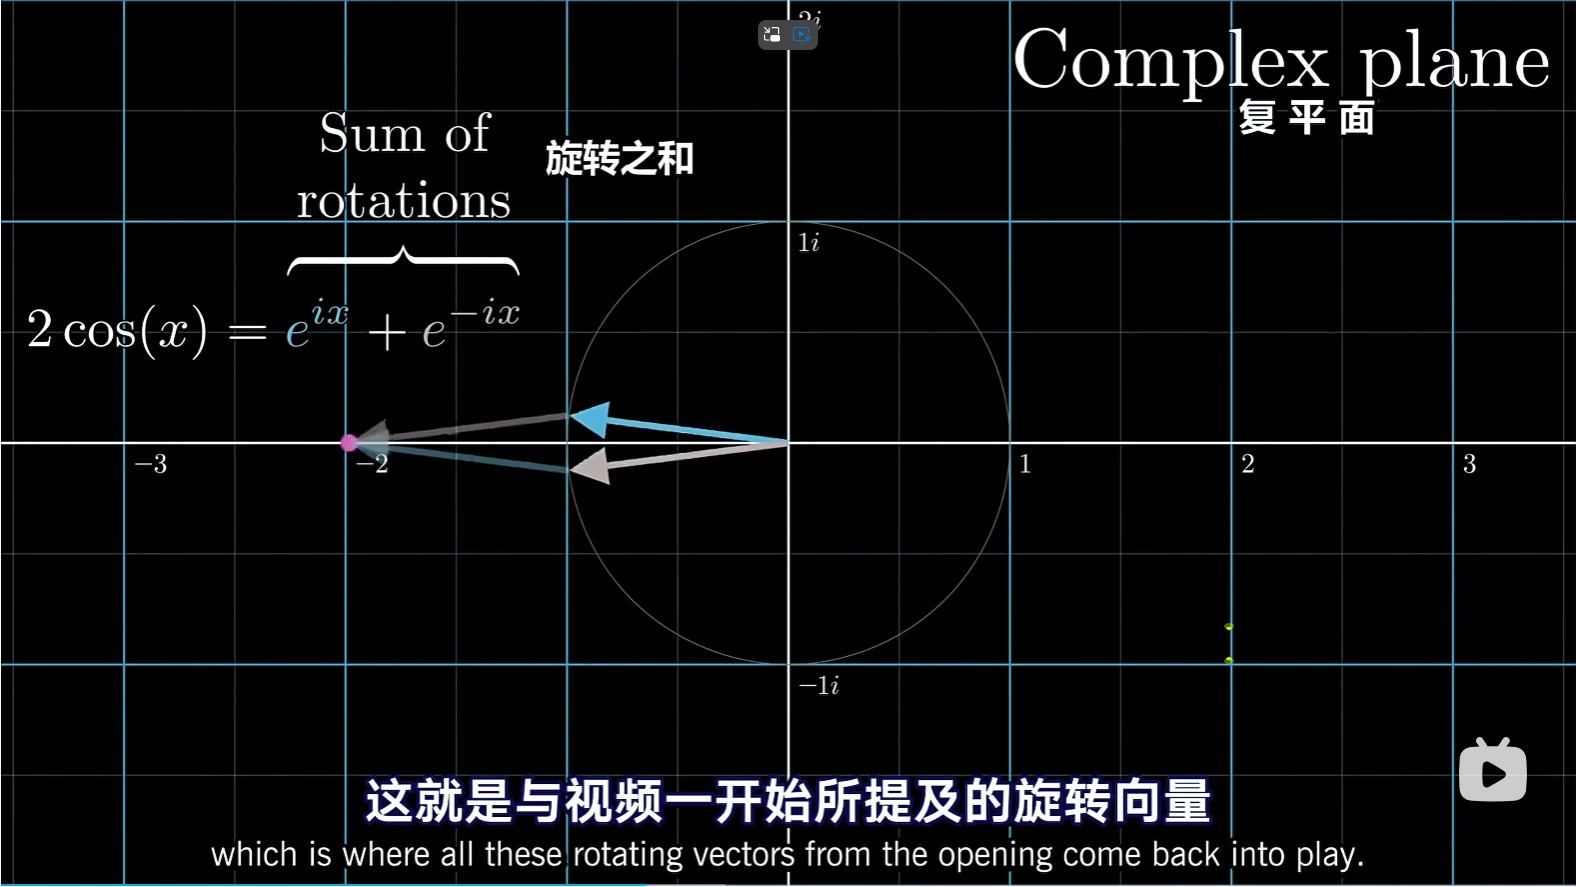 2i
Complex plane
复平面
Sum of
rotations
旋转之和
1i
2 cos(x) = e^{ix} + e^{-ix}
−3 −2 1 2 3
−1i
这就是与视频一开始所提及的旋转向量
which is where all these rotating vectors from the opening come back into play.